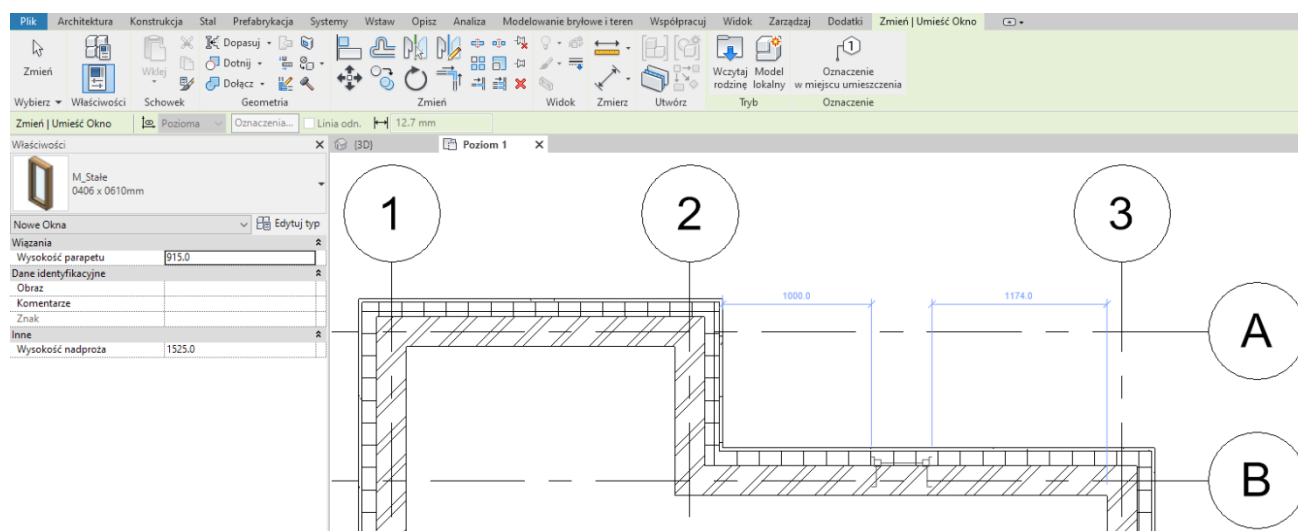 Plik Architektura Konstrukcja Stal Prefabrykacja Systemy Wstaw Opisz Analiza Modelowanie bryłowe i teren Współpracuj Widok Zarządzaj Dodatki Zmień | Umieść Okno
Zmień
Wklej
Dopasuj
Dotnij
Dołącz
Wczytaj rodzinę
Model lokalny
Oznaczenie w miejscu umieszczenia
Wybierz Właściwości Schowek Geometria Zmień Widok Zmierz Utwórz Tryb Oznaczenie
Zmień | Umieść Okno Pozioma Oznaczenia... Linia odn. 12.7 mm
Właściwości
{3D} Poziom 1
M_Stałe
0406 x 0610mm
Nowe Okna Edytuj typ
Wiązania
Wysokość parapetu 915.0
Dane identyfikacyjne
Obraz
Komentarze
Znak
Inne
Wysokość nadproża 1525.0
1 2 3
1000.0 1174.0
A
B